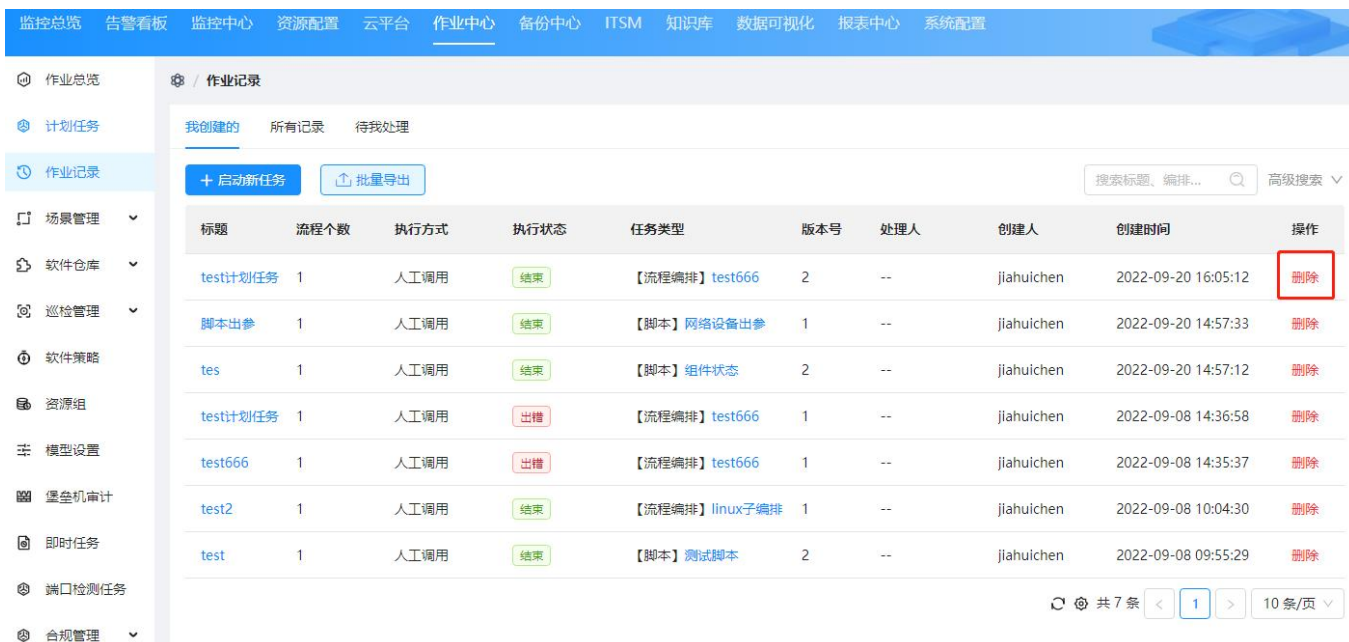 监控总览 告警看板 监控中心 资源配置 云平台 作业中心 备份中心 ITSM 知识库 数据可视化 报表中心 系统配置
作业总览
计划任务
作业记录
场景管理
软件仓库
巡检管理
软件策略
资源组
模型设置
堡垒机审计
即时任务
端口检测任务
合规管理
/ 作业记录
我创建的 所有记录 待我处理
+ 启动新任务 批量导出 搜索标题、编排... 高级搜索
标题 流程个数 执行方式 执行状态 任务类型 版本号 处理人 创建人 创建时间 操作
test计划任务 1 人工调用 结束 【流程编排】test666 2 -- jiahuichen 2022-09-20 16:05:12 删除
脚本出参 1 人工调用 结束 【脚本】网络设备出参 1 -- jiahuichen 2022-09-20 14:57:33 删除
tes 1 人工调用 结束 【脚本】组件状态 2 -- jiahuichen 2022-09-20 14:57:12 删除
test计划任务 1 人工调用 出错 【流程编排】test666 1 -- jiahuichen 2022-09-08 14:36:58 删除
test666 1 人工调用 出错 【流程编排】test666 1 -- jiahuichen 2022-09-08 14:35:37 删除
test2 1 人工调用 结束 【流程编排】linux子编排 1 -- jiahuichen 2022-09-08 10:04:30 删除
test 1 人工调用 结束 【脚本】测试脚本 2 -- jiahuichen 2022-09-08 09:55:29 删除
共 7 条 < 1 > 10 条/页